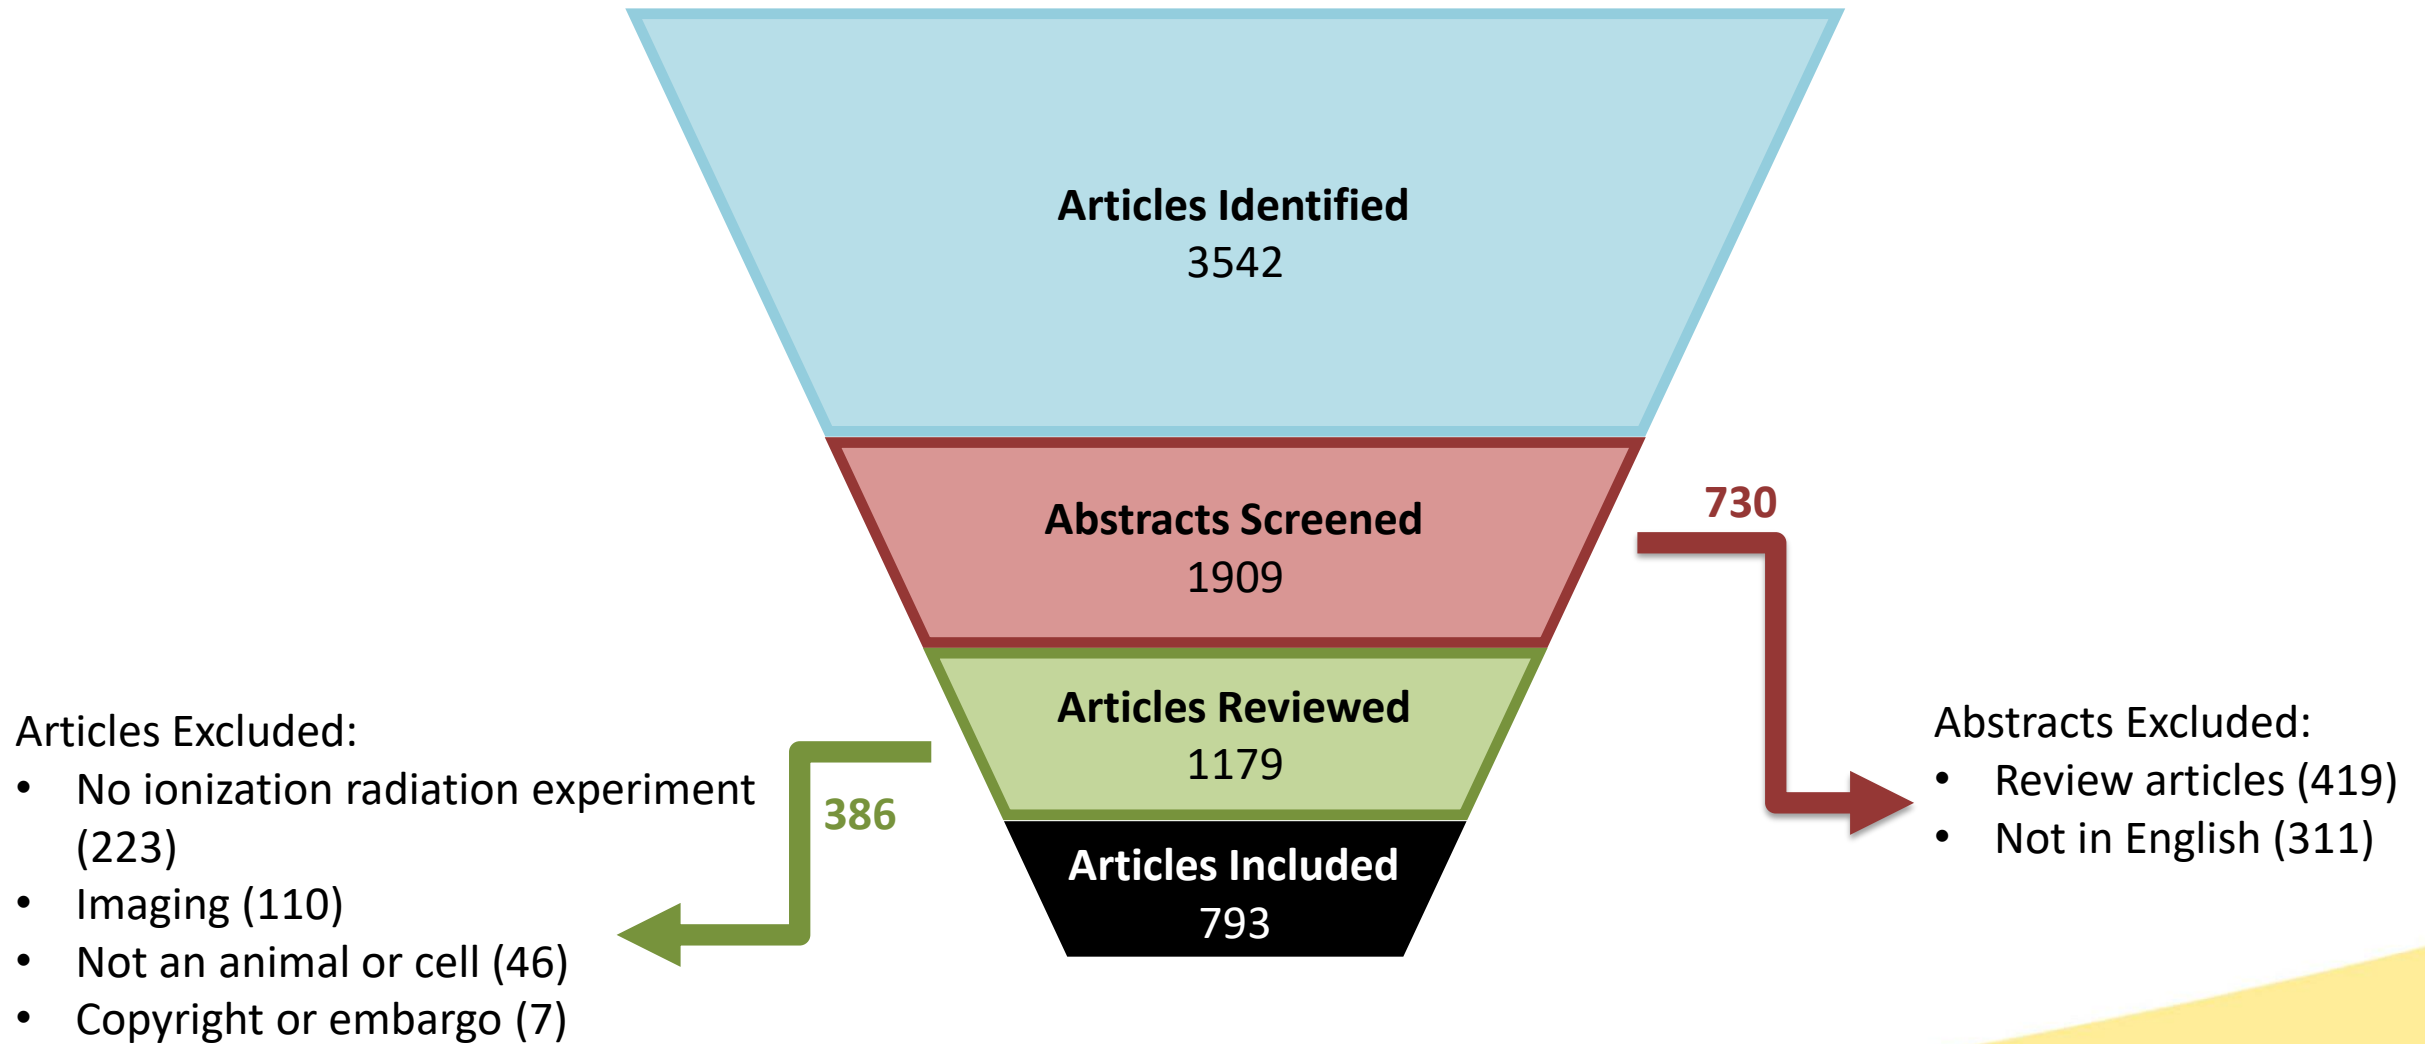 Articles Identified
3542
Abstracts Screened
1909
730
Articles Reviewed
1179
386
Articles Included
793
Articles Excluded:
• No ionization radiation experiment
(223)
• Imaging (110)
• Not an animal or cell (46)
• Copyright or embargo (7)
Abstracts Excluded:
• Review articles (419)
• Not in English (311)